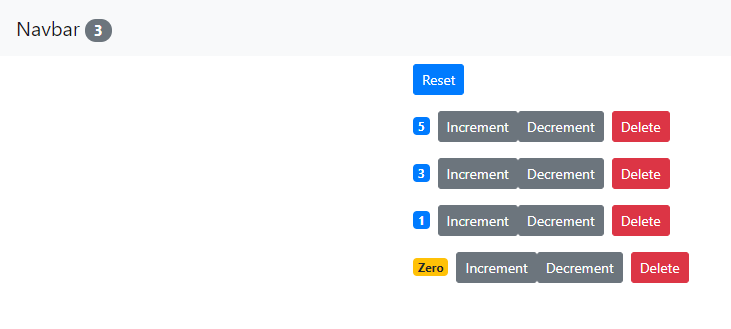 Navbar 3
Reset
5 Increment Decrement Delete
3 Increment Decrement Delete
1 Increment Decrement Delete
Zero Increment Decrement Delete